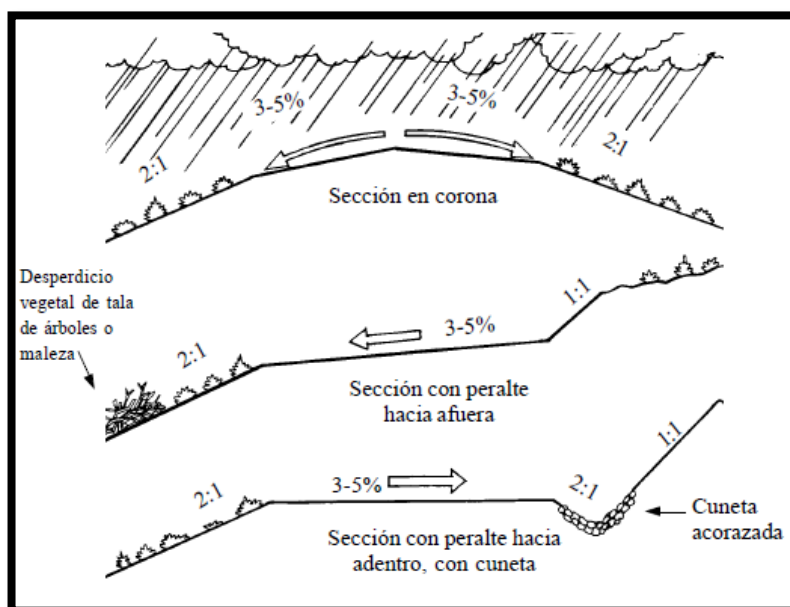 3-5%
3-5%
2:1
2:1
Sección en corona
Desperdicio
vegetal de tala
de árboles o
maleza
2:1
3-5%
1:1
Sección con peralte
hacia afuera
2:1
3-5%
2:1
1:1
Cuneta
acorazada
Sección con peralte hacia
adentro, con cuneta